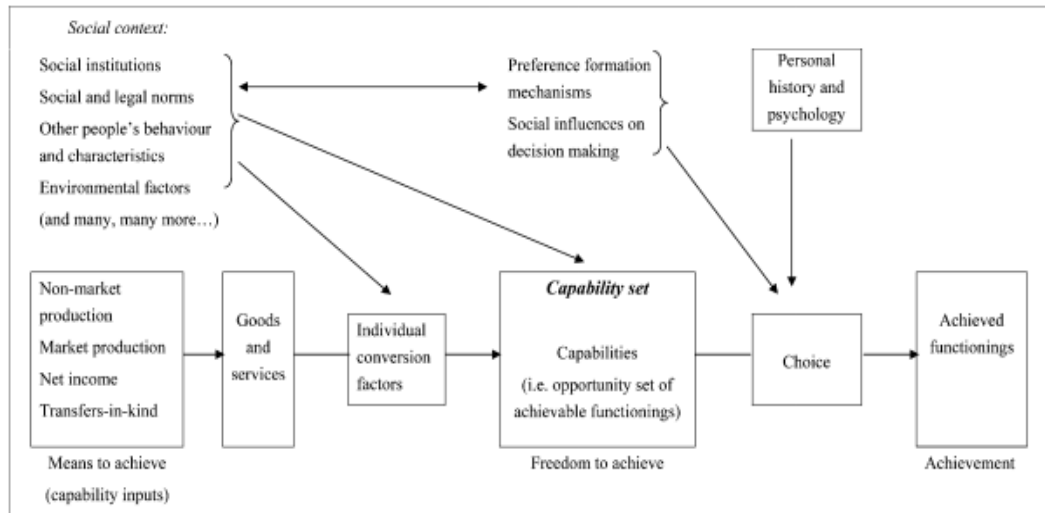 Social context:
Social institutions
Social and legal norms
Other people's behaviour
and characteristics
Environmental factors
(and many, many more…)
Preference formation
mechanisms
Social influences on
decision making
Personal
history and
psychology
Non-market
production
Market production
Net income
Transfers-in-kind
Means to achieve
(capability inputs)
Goods
and
services
Individual
conversion
factors
Capability set
Capabilities
(i.e. opportunity set of
achievable functionings)
Freedom to achieve
Choice
Achieved
functionings
Achievement